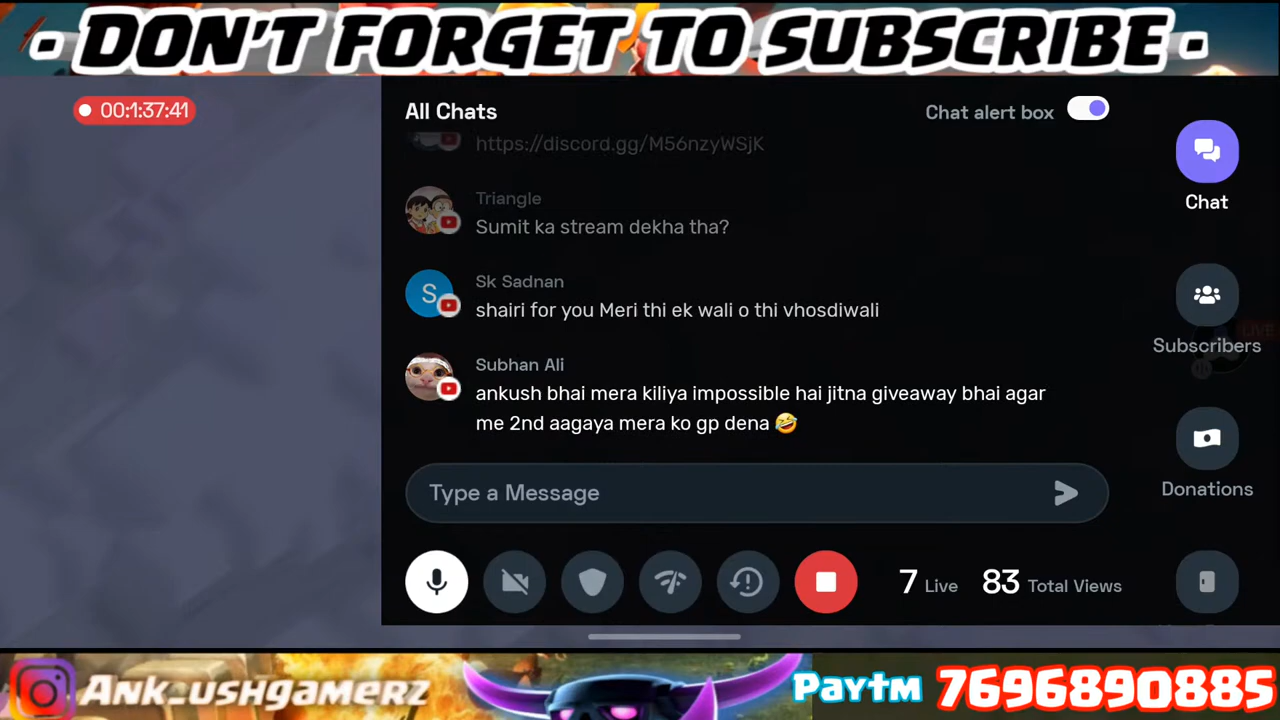 - DON'T FORGET TO SUBSCRIBE -
00:1:37:41
All Chats
Chat alert box
https://discord.gg/M56nzyWSjK
Chat
Triangle
Sumit ka stream dekha tha?
Sk Sadnan
S
shairi for you Meri thi ek wali o thi vhosdiwali
LIVE
Subscribers
Subhan Ali
ankush bhai mera kiliya impossible hai jitna giveaway bhai agar
me 2nd aagaya mera ko gp dena 🤣
Type a Message
Donations
7 Live 83 Total Views
Ank_ushgamerz
Paytm 7696890885